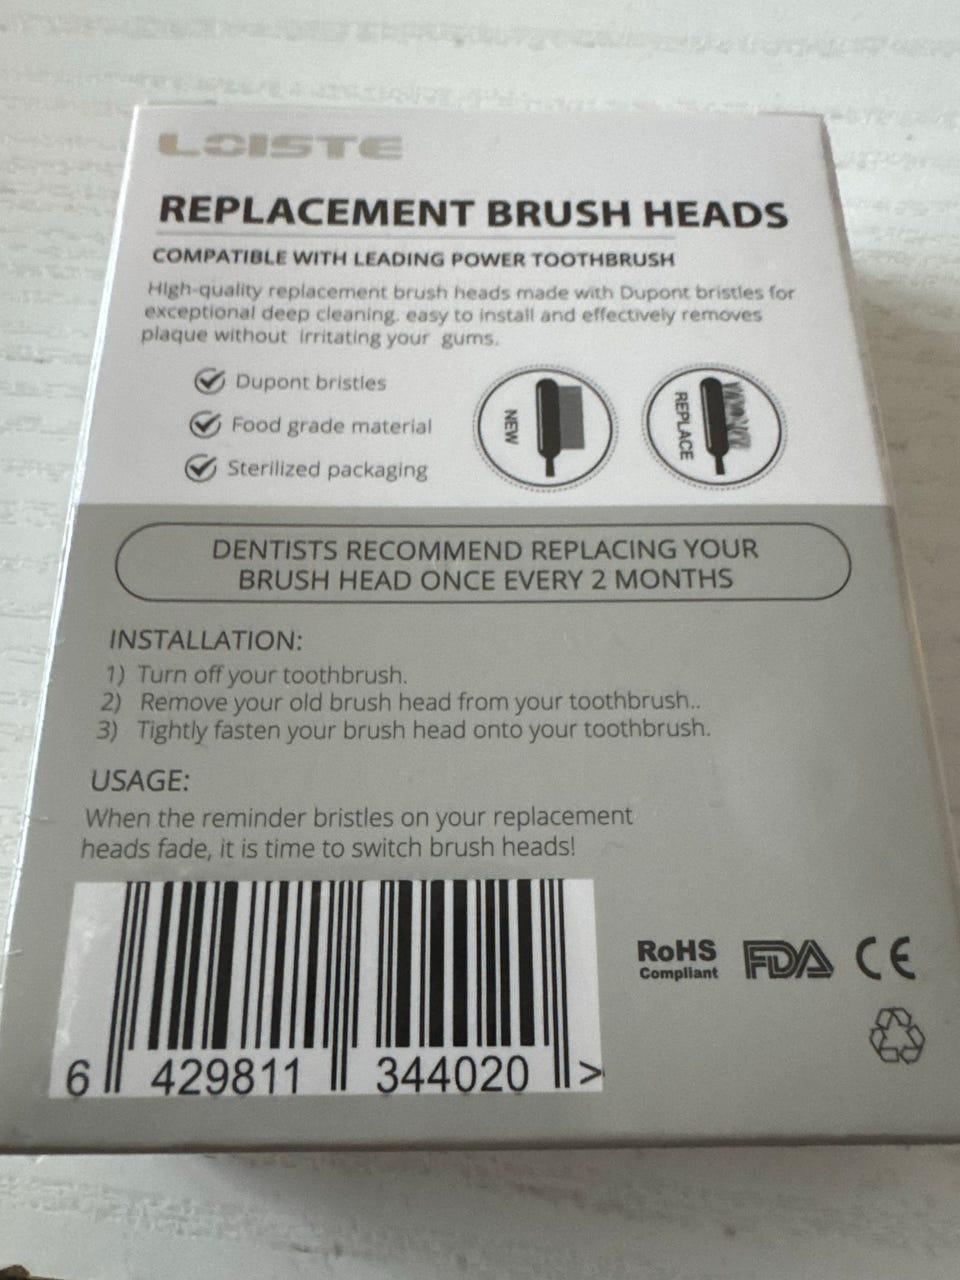 LOISTE
REPLACEMENT BRUSH HEADS
COMPATIBLE WITH LEADING POWER TOOTHBRUSH
High-quality replacement brush heads made with Dupont bristles for
exceptional deep cleaning. easy to install and effectively removes
plaque without irritating your gums.
Dupont bristles
Food grade material
Sterilized packaging
NEW
REPLACE
DENTISTS RECOMMEND REPLACING YOUR
BRUSH HEAD ONCE EVERY 2 MONTHS
INSTALLATION:
1) Turn off your toothbrush.
2) Remove your old brush head from your toothbrush..
3) Tightly fasten your brush head onto your toothbrush.
USAGE:
When the reminder bristles on your replacement
heads fade, it is time to switch brush heads!
RoHS
Compliant
FDA
CE
6 429811 344020 >